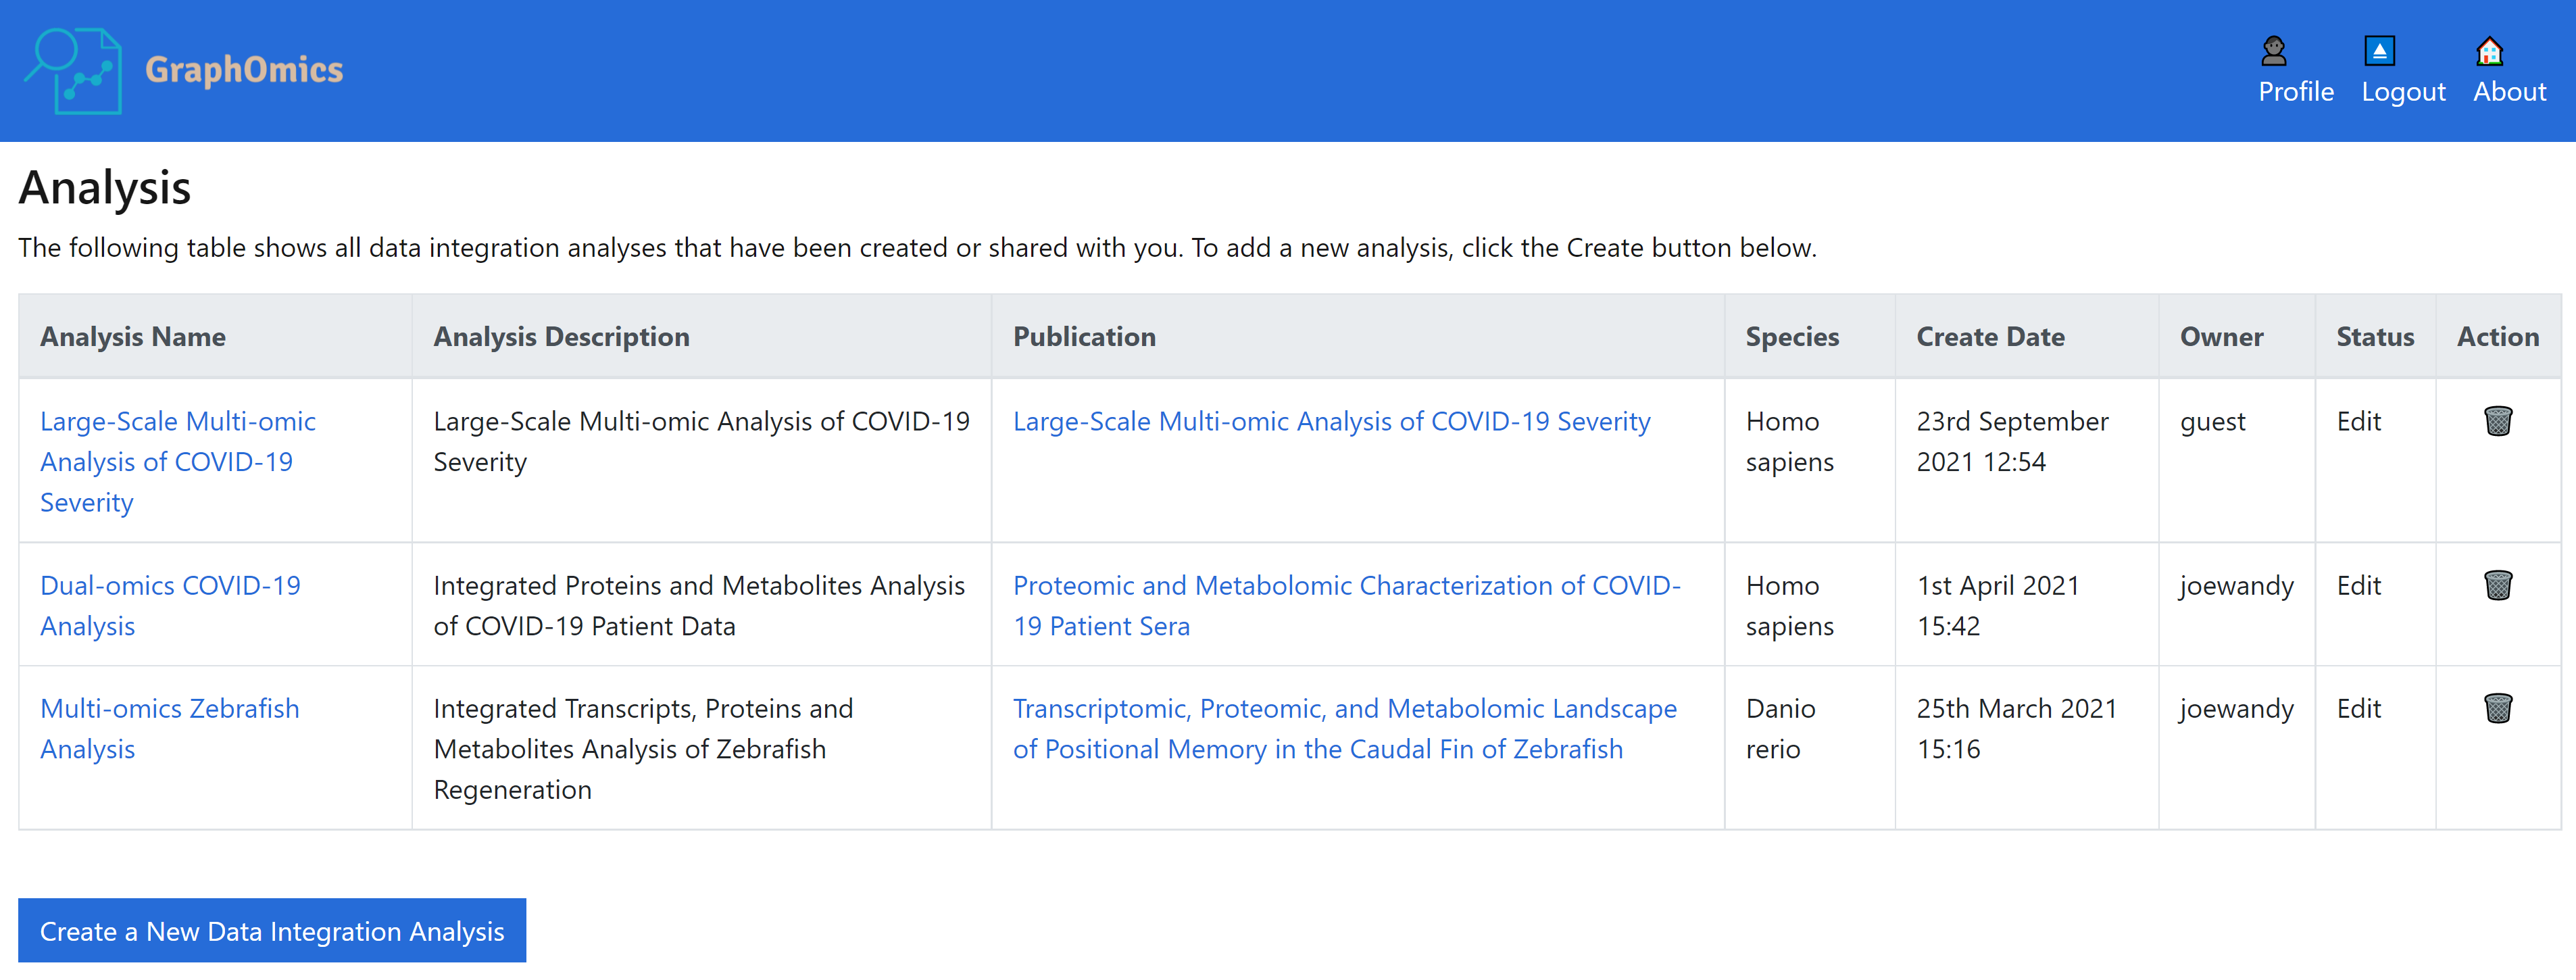 GraphOmics
Profile Logout About
Analysis
The following table shows all data integration analyses that have been created or shared with you. To add a new analysis, click the Create button below.
Analysis Name Analysis Description Publication Species Create Date Owner Status Action
Large-Scale Multi-omic
Analysis of COVID-19
Severity
Large-Scale Multi-omic Analysis of COVID-19
Severity
Large-Scale Multi-omic Analysis of COVID-19 Severity
Homo
sapiens
23rd September
2021 12:54
guest
Edit
Dual-omics COVID-19
Analysis
Integrated Proteins and Metabolites Analysis
of COVID-19 Patient Data
Proteomic and Metabolomic Characterization of COVID-
19 Patient Sera
Homo
sapiens
1st April 2021
15:42
joewandy
Edit
Multi-omics Zebrafish
Analysis
Integrated Transcripts, Proteins and
Metabolites Analysis of Zebrafish
Regeneration
Transcriptomic, Proteomic, and Metabolomic Landscape
of Positional Memory in the Caudal Fin of Zebrafish
Danio
rerio
25th March 2021
15:16
joewandy
Edit
Create a New Data Integration Analysis